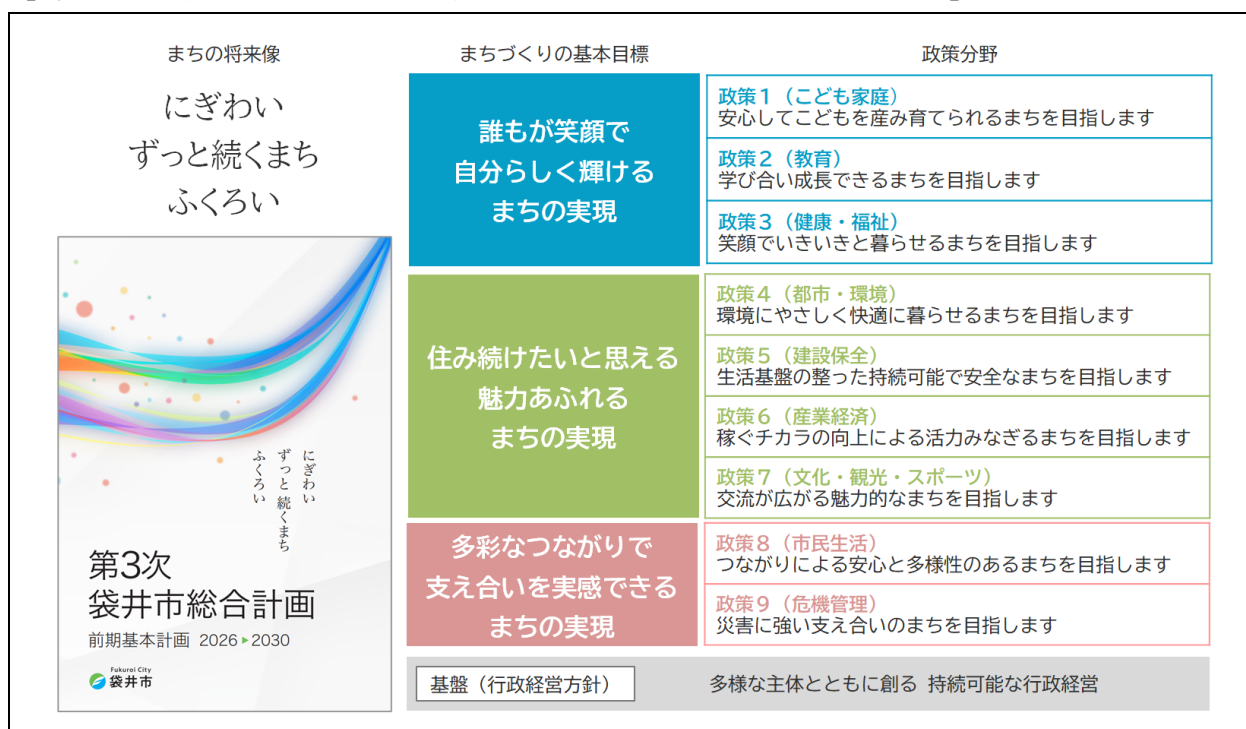 まちの将来像
にぎわい
ずっと続くまち
ふくろい
にぎわい
ずっと続くまち
ふくろい
第3次
袋井市総合計画
前期基本計画 2026▶2030
Fukuroi City
袋井市
まちづくりの基本目標
政策分野
誰もが笑顔で
自分らしく輝ける
まちの実現
政策1（こども家庭）
安心してこどもを産み育てられるまちを目指します
政策2（教育）
学び合い成長できるまちを目指します
政策3（健康・福祉）
笑顔でいきいきと暮らせるまちを目指します
住み続けたいと思える
魅力あふれる
まちの実現
政策4（都市・環境）
環境にやさしく快適に暮らせるまちを目指します
政策5（建設保全）
生活基盤の整った持続可能で安全なまちを目指します
政策6（産業経済）
稼ぐチカラの向上による活力みなぎるまちを目指します
政策7（文化・観光・スポーツ）
交流が広がる魅力的なまちを目指します
多彩なつながりで
支え合いを実感できる
まちの実現
政策8（市民生活）
つながりによる安心と多様性のあるまちを目指します
政策9（危機管理）
災害に強い支え合いのまちを目指します
基盤（行政経営方針）
多様な主体とともに創る 持続可能な行政経営